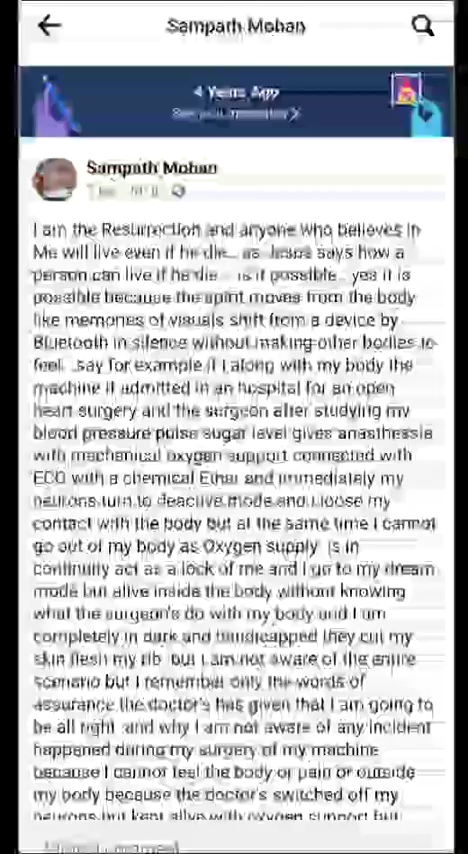 Sampath Mohan
4 Years Ago
Sampath Mohan
I am the Resurrection and anyone who believes in
Me will live even if he die... as Jesus says how a
person can live if he die... is it possible.. yes it is
possible because the spirit moves from the body
like memories of visuals shift from a device by
Bluetooth in silence without making other bodies to
feel.. say for example if I along with my body the
machine if admitted in an hospital for an open
heart surgery and the surgeon after studying my
blood pressure pulse sugar level gives anasthesia
with mechanical oxygen support connected with
ECG with a chemical Ether and immediately my
neurons turn to deactive mode and I loose my
contact with the body but at the same time I cannot
go out of my body as Oxygen supply is in
continuity act as a lock of me and I go to my dream
mode but alive inside the body without knowing
what the surgeon's do with my body and I am
completely in dark and handicapped they cut my
skin flesh my rib but I am not aware of the entire
scenario but I remember only the words of
assurance the doctor's has given that I am going to
be all right and why I am not aware of any incident
happened during my surgery of my machine
because I cannot feel the body or pain or outside
my body because the doctor's switched off my
neurons but kept alive with oxygen support but